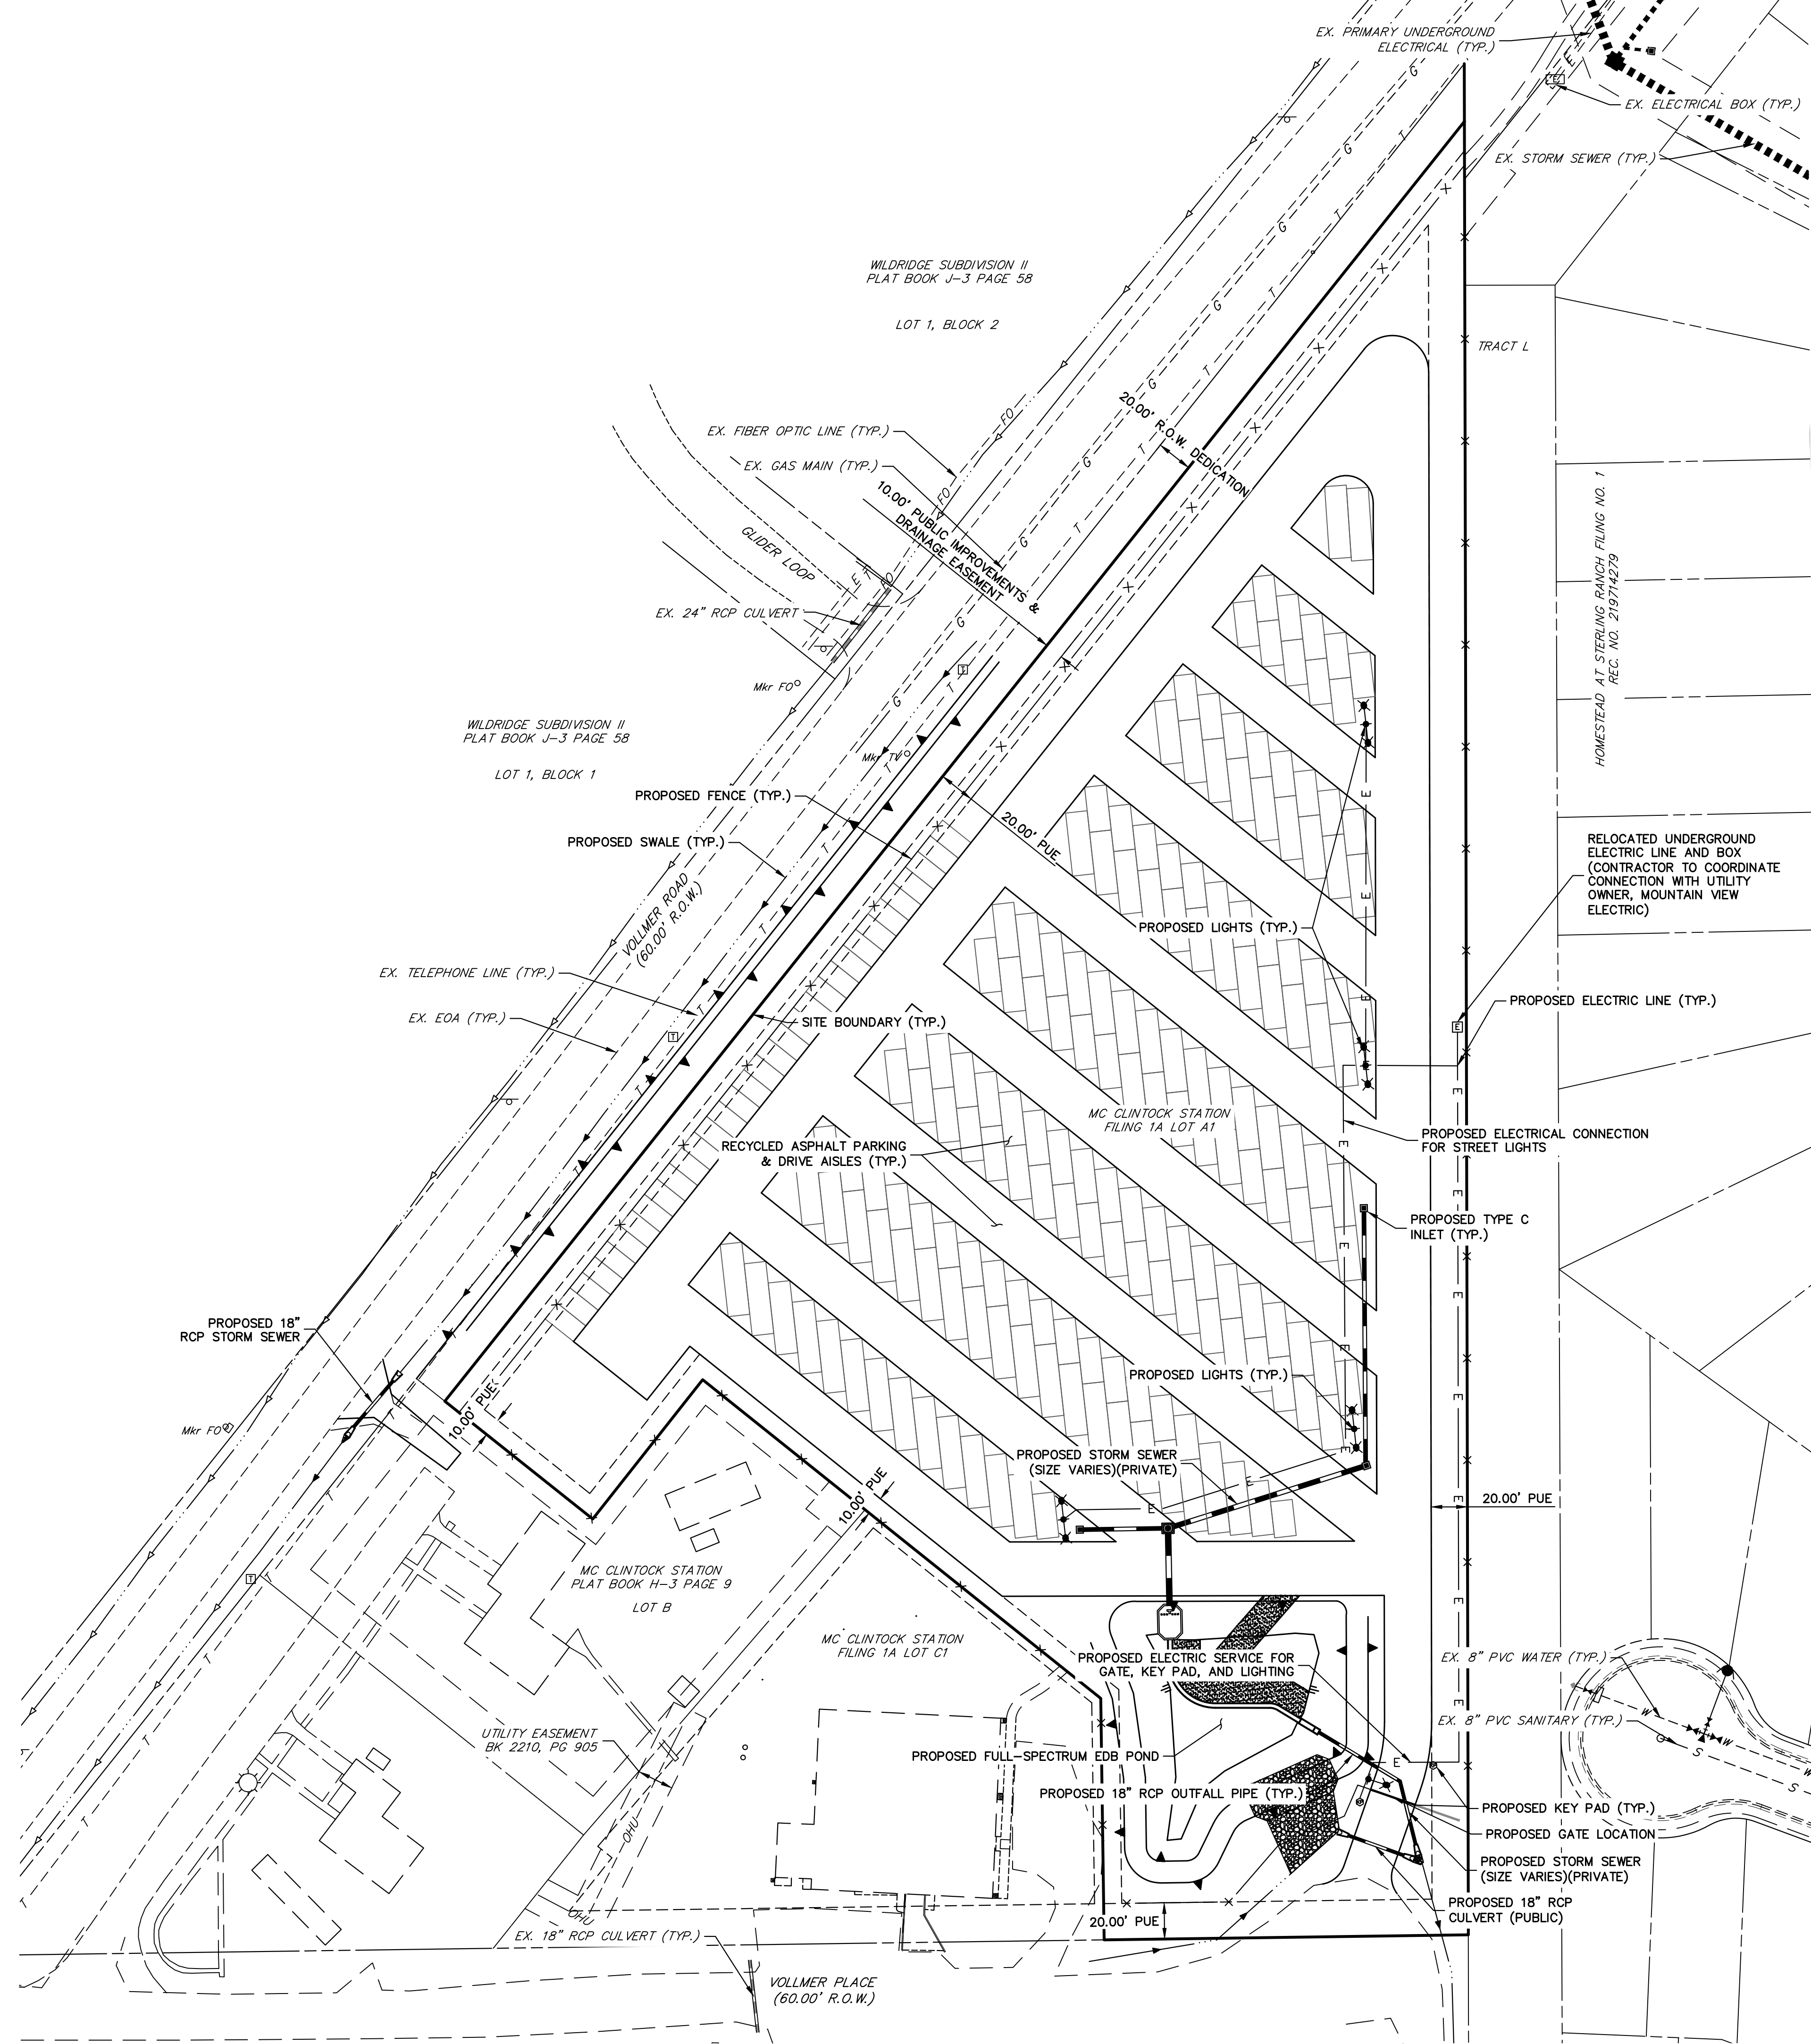 EX. PRIMARY UNDERGROUND
ELECTRICAL (TYP.)
EX. ELECTRICAL BOX (TYP.)
EX. STORM SEWER (TYP.)
WILDRIDGE SUBDIVISION II
PLAT BOOK J-3 PAGE 58
LOT 1, BLOCK 2
TRACT L
20.00' R.O.W. DEDICATION
EX. FIBER OPTIC LINE (TYP.)
EX. GAS MAIN (TYP.)
10.00' PUBLIC IMPROVEMENTS &
DRAINAGE EASEMENT
GLIDER LOOP
EX. 24" RCP CULVERT
HOMESTEAD AT STERLING RANCH FILING NO. 1
REC. NO. 219714279
Mkr FO
WILDRIDGE SUBDIVISION II
PLAT BOOK J-3 PAGE 58
LOT 1, BLOCK 1
Mkr TV
PROPOSED FENCE (TYP.)
20.00' PUE
PROPOSED SWALE (TYP.)
RELOCATED UNDERGROUND
ELECTRIC LINE AND BOX
(CONTRACTOR TO COORDINATE
CONNECTION WITH UTILITY
OWNER, MOUNTAIN VIEW
ELECTRIC)
VOLLMER ROAD
(60.00' R.O.W.)
PROPOSED LIGHTS (TYP.)
EX. TELEPHONE LINE (TYP.)
PROPOSED ELECTRIC LINE (TYP.)
EX. EOA (TYP.)
SITE BOUNDARY (TYP.)
MC CLINTOCK STATION
FILING 1A LOT A1
RECYCLED ASPHALT PARKING
& DRIVE AISLES (TYP.)
PROPOSED ELECTRICAL CONNECTION
FOR STREET LIGHTS
PROPOSED TYPE C
INLET (TYP.)
PROPOSED 18"
RCP STORM SEWER
PROPOSED LIGHTS (TYP.)
10.00' PUE
Mkr FO
PROPOSED STORM SEWER
(SIZE VARIES)(PRIVATE)
10.00' PUE
20.00' PUE
MC CLINTOCK STATION
PLAT BOOK H-3 PAGE 9
LOT B
MC CLINTOCK STATION
FILING 1A LOT C1
PROPOSED ELECTRIC SERVICE FOR
GATE, KEY PAD, AND LIGHTING
EX. 8" PVC WATER (TYP.)
EX. 8" PVC SANITARY (TYP.)
UTILITY EASEMENT
BK 2210, PG 905
PROPOSED FULL-SPECTRUM EDB POND
PROPOSED 18" RCP OUTFALL PIPE (TYP.)
PROPOSED KEY PAD (TYP.)
PROPOSED GATE LOCATION
PROPOSED STORM SEWER
(SIZE VARIES)(PRIVATE)
PROPOSED 18" RCP
CULVERT (PUBLIC)
OHU
OHU
20.00' PUE
EX. 18" RCP CULVERT (TYP.)
VOLLMER PLACE
(60.00' R.O.W.)